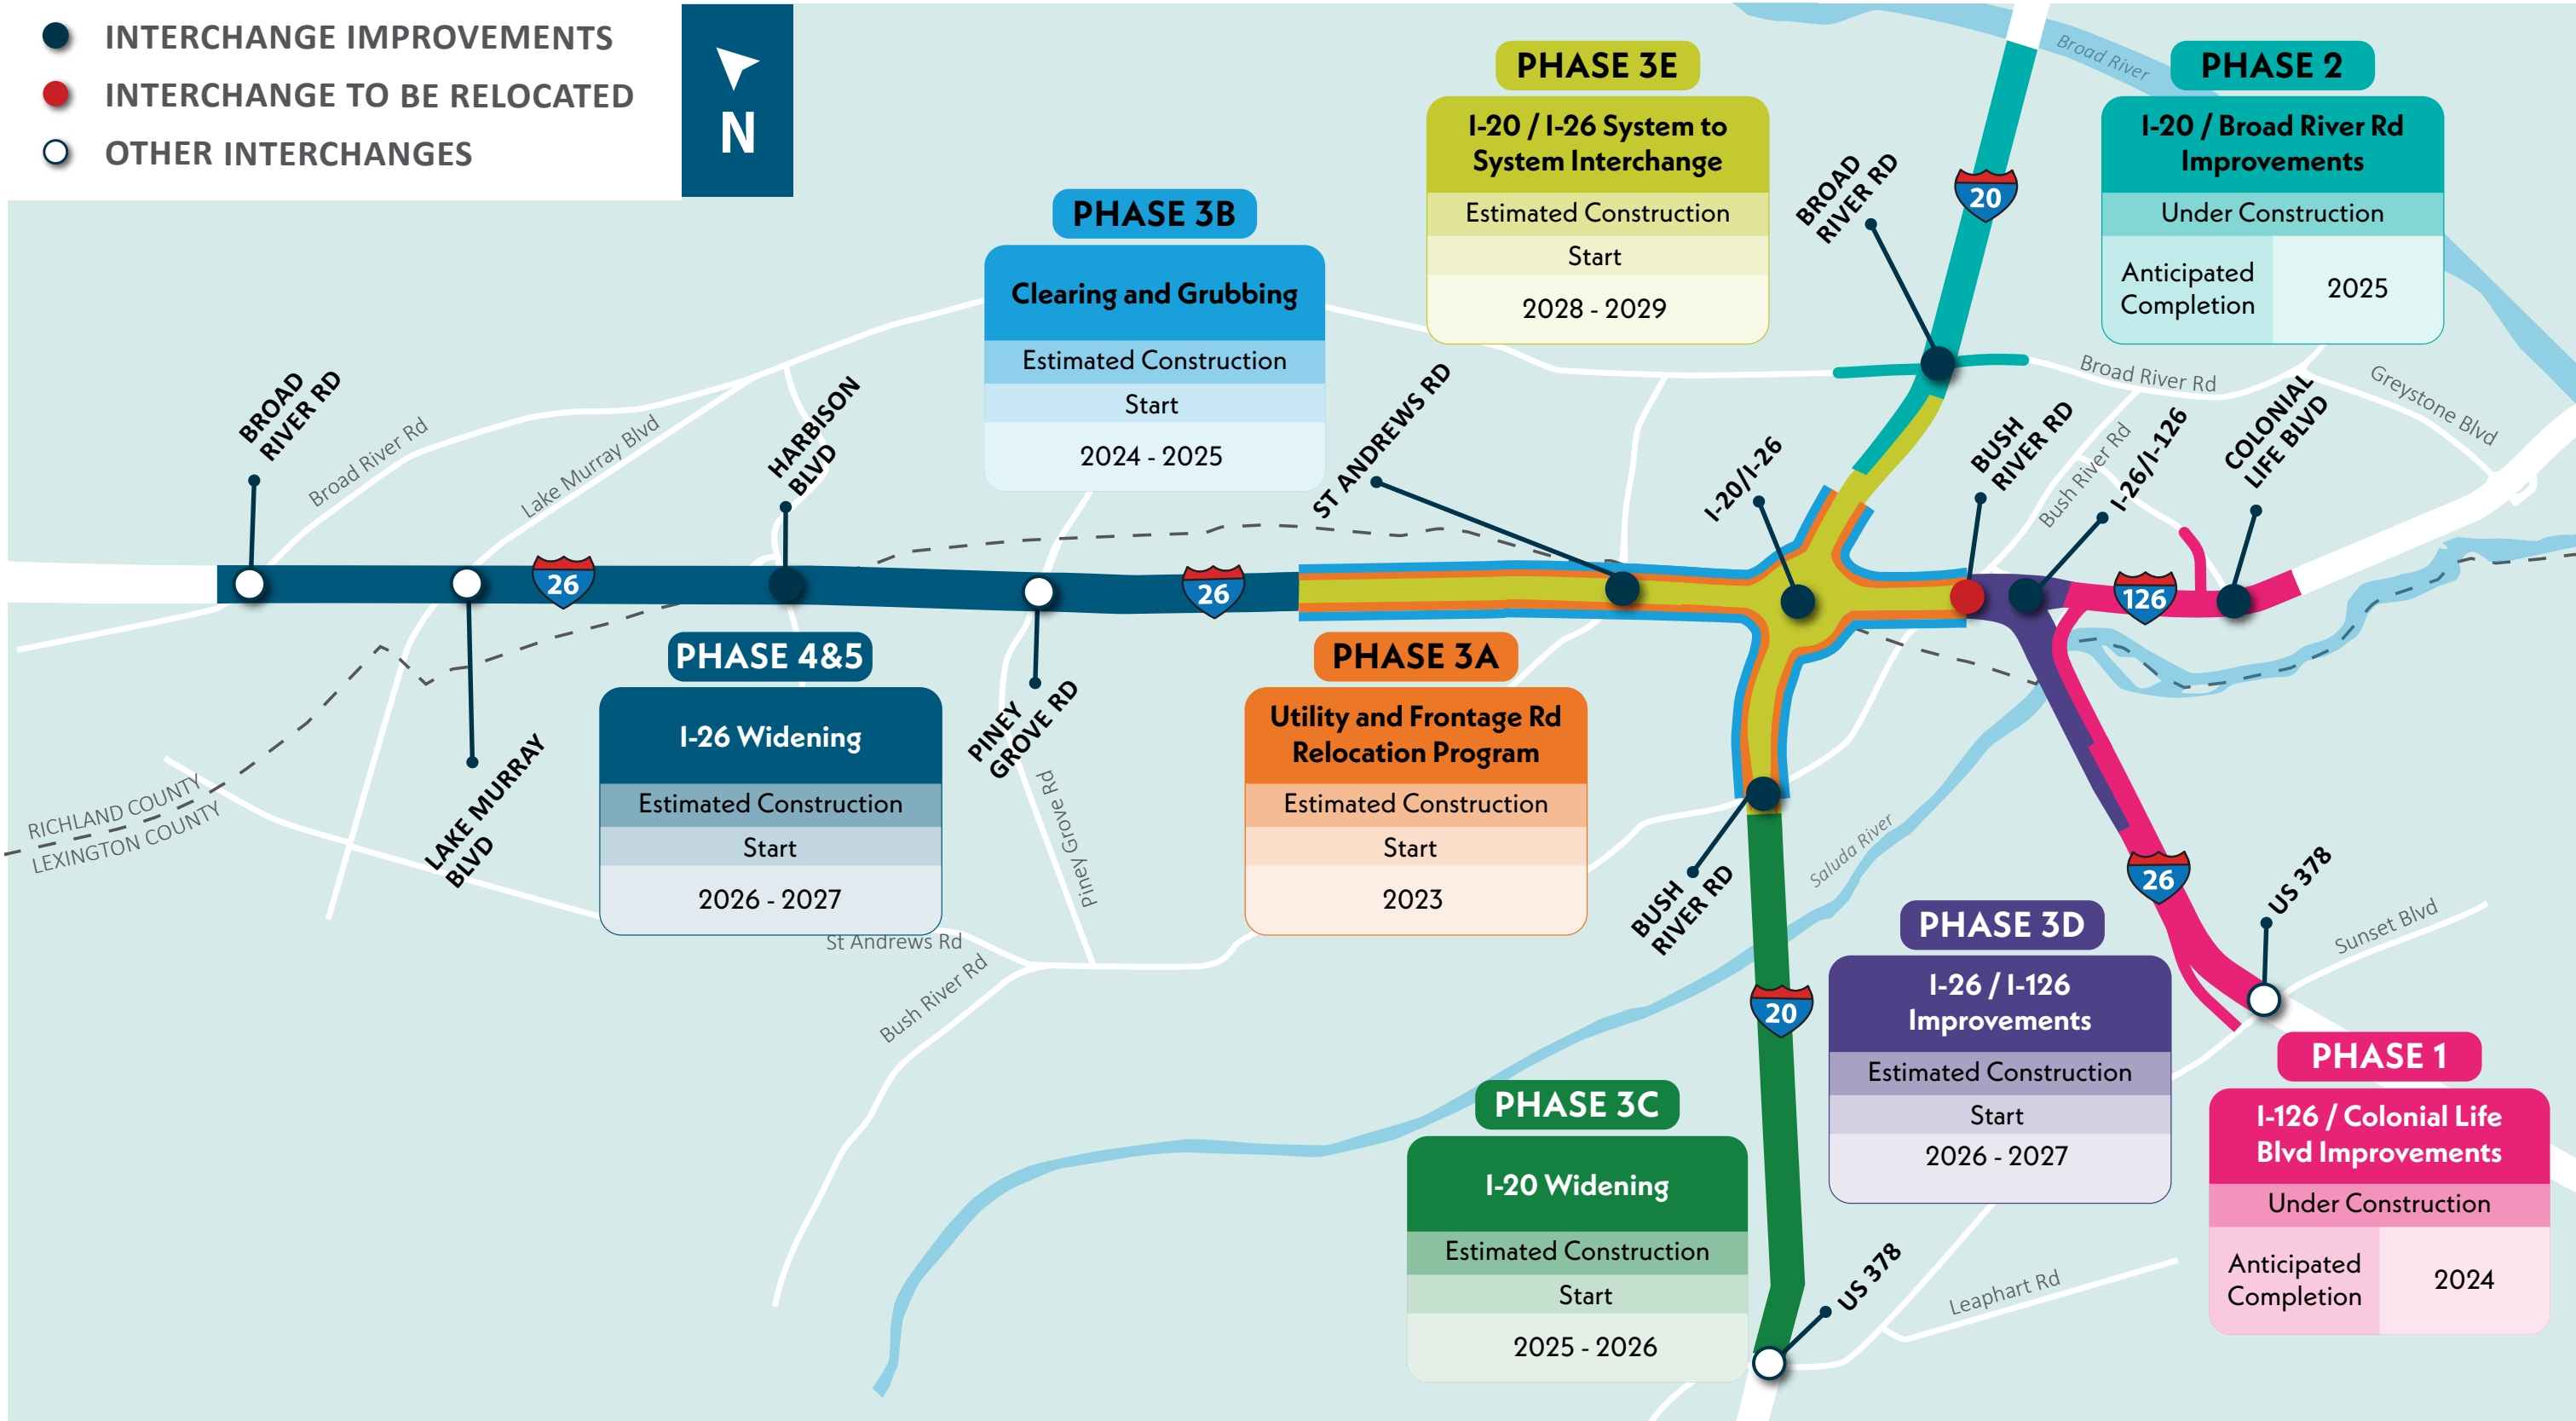 INTERCHANGE IMPROVEMENTS
INTERCHANGE TO BE RELOCATED
OTHER INTERCHANGES
N
PHASE 3E
I-20 / I-26 System to
System Interchange
Estimated Construction
Start
2028 - 2029
PHASE 2
I-20 / Broad River Rd
Improvements
Under Construction
Anticipated
Completion
2025
Broad River
20
BROAD
RIVER RD
PHASE 3B
Clearing and Grubbing
Estimated Construction
Start
2024 - 2025
BROAD
RIVER RD
Broad River Rd
Lake Murray Blvd
HARBISON
BLVD
ST ANDREWS RD
I-20/I-26
BUSH
RIVER RD
Bush River Rd
I-26/I-126
COLONIAL
LIFE BLVD
Broad River Rd
Greystone Blvd
26
26
126
PHASE 4&5
I-26 Widening
Estimated Construction
Start
2026 - 2027
PHASE 3A
Utility and Frontage Rd
Relocation Program
Estimated Construction
Start
2023
PINEY
GROVE RD
Piney Grove Rd
LAKE MURRAY
BLVD
RICHLAND COUNTY
LEXINGTON COUNTY
St Andrews Rd
Bush River Rd
BUSH
RIVER RD
Saluda River
26
US 378
Sunset Blvd
20
PHASE 3D
I-26 / I-126
Improvements
Estimated Construction
Start
2026 - 2027
PHASE 1
I-126 / Colonial Life
Blvd Improvements
Under Construction
Anticipated
Completion
2024
PHASE 3C
I-20 Widening
Estimated Construction
Start
2025 - 2026
US 378
Leaphart Rd